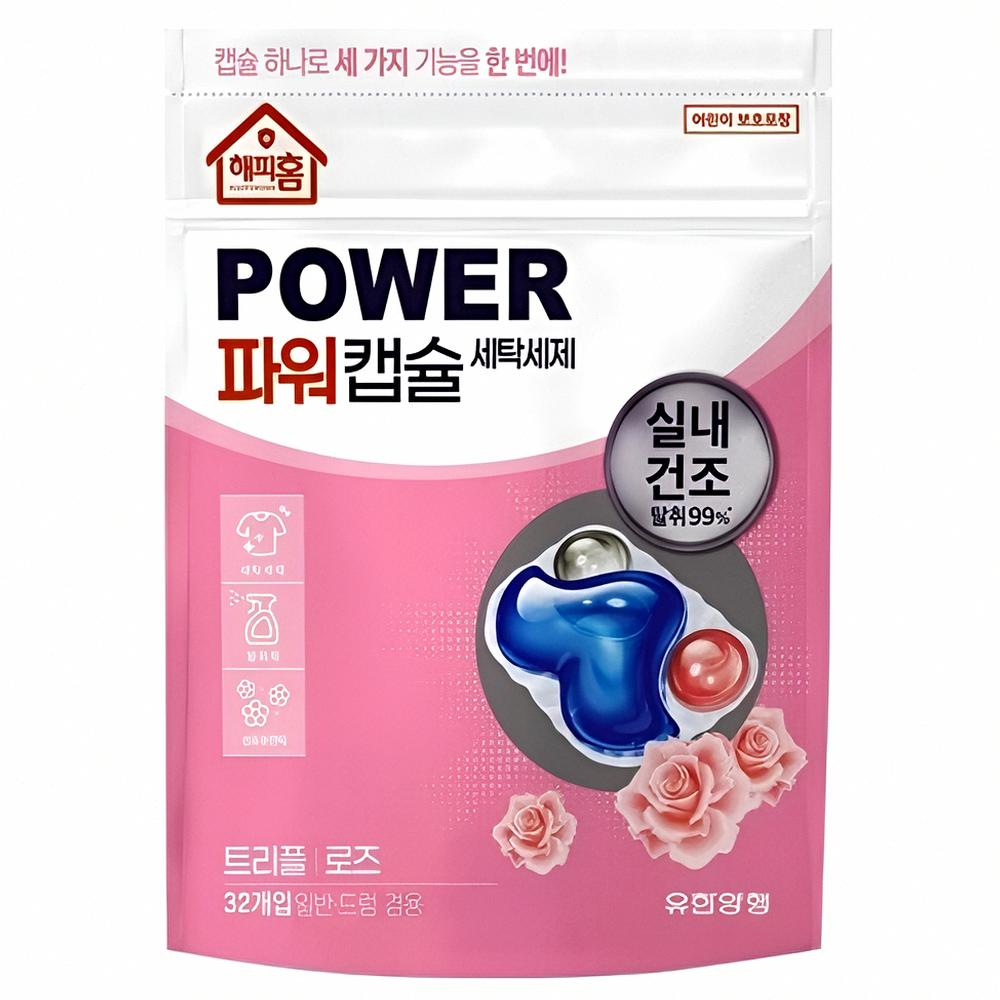 캡슐 하나로 세 가지 기능을 한 번에!
어린이 보호포장
해피홈
POWER
파워캡슐 세탁세제
실내
건조
탈취99%*
트리플 | 로즈
32개입 일반·드럼 겸용
유한양행